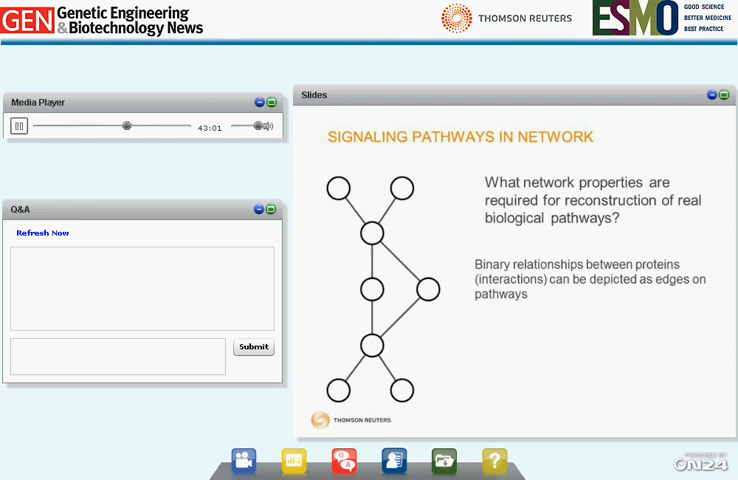 GEN Genetic Engineering
& Biotechnology News
THOMSON REUTERS
ESMO
GOOD SCIENCE
BETTER MEDICINE
BEST PRACTICE
Media Player
43:01
Q&A
Refresh Now
Submit
Slides
SIGNALING PATHWAYS IN NETWORK
What network properties are
required for reconstruction of real
biological pathways?
Binary relationships between proteins
(interactions) can be depicted as edges on
pathways
THOMSON REUTERS
Q
A
?
POWERED BY
ON24